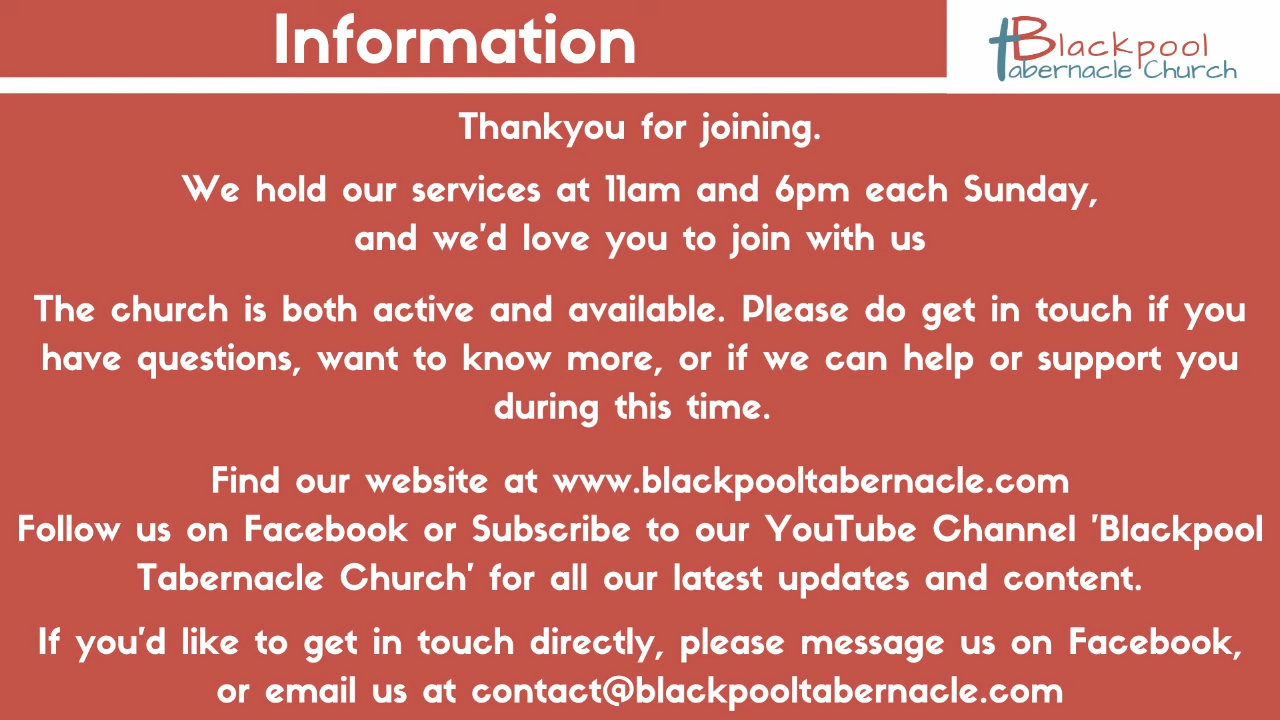 Information
Blackpool
Tabernacle Church
Thankyou for joining.
We hold our services at 11am and 6pm each Sunday,
and we'd love you to join with us
The church is both active and available. Please do get in touch if you
have questions, want to know more, or if we can help or support you
during this time.
Find our website at www.blackpooltabernacle.com
Follow us on Facebook or Subscribe to our YouTube Channel 'Blackpool
Tabernacle Church' for all our latest updates and content.
If you'd like to get in touch directly, please message us on Facebook,
or email us at contact@blackpooltabernacle.com